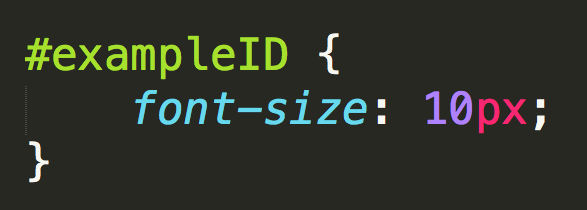 #exampleID {
    font-size: 10px;
}